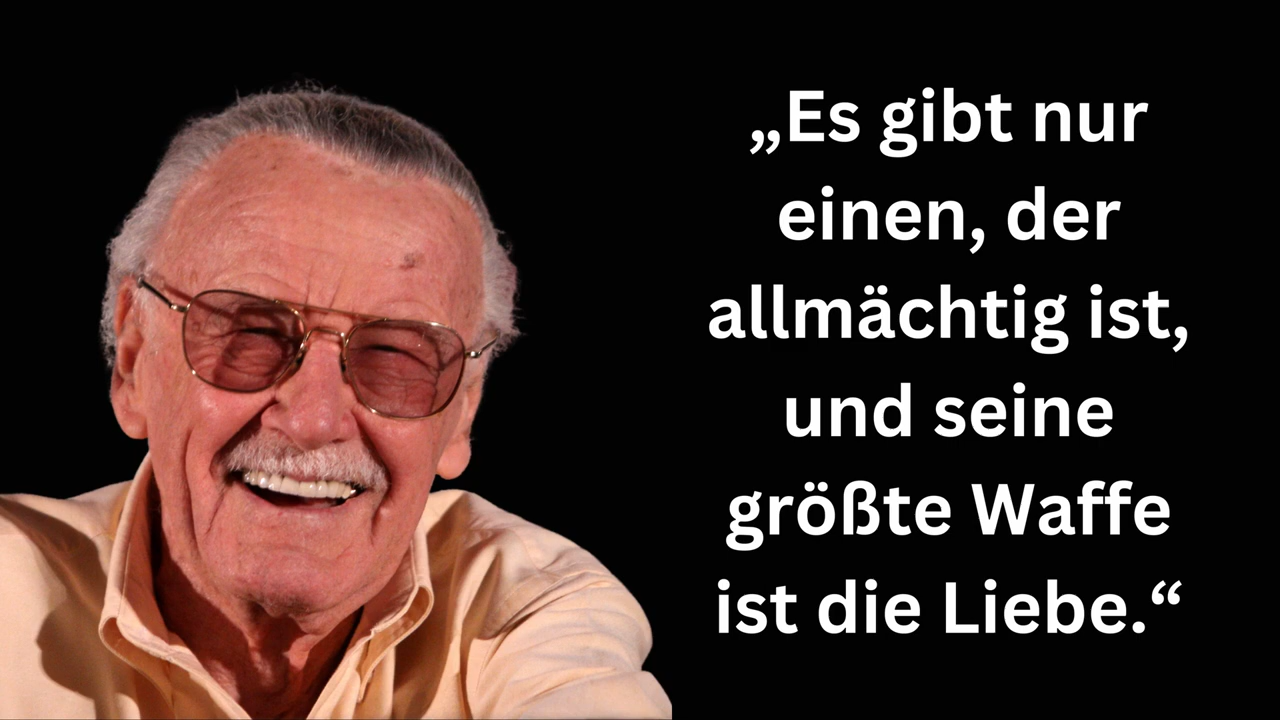 „Es gibt nur
einen, der
allmächtig ist,
und seine
größte Waffe
ist die Liebe.“